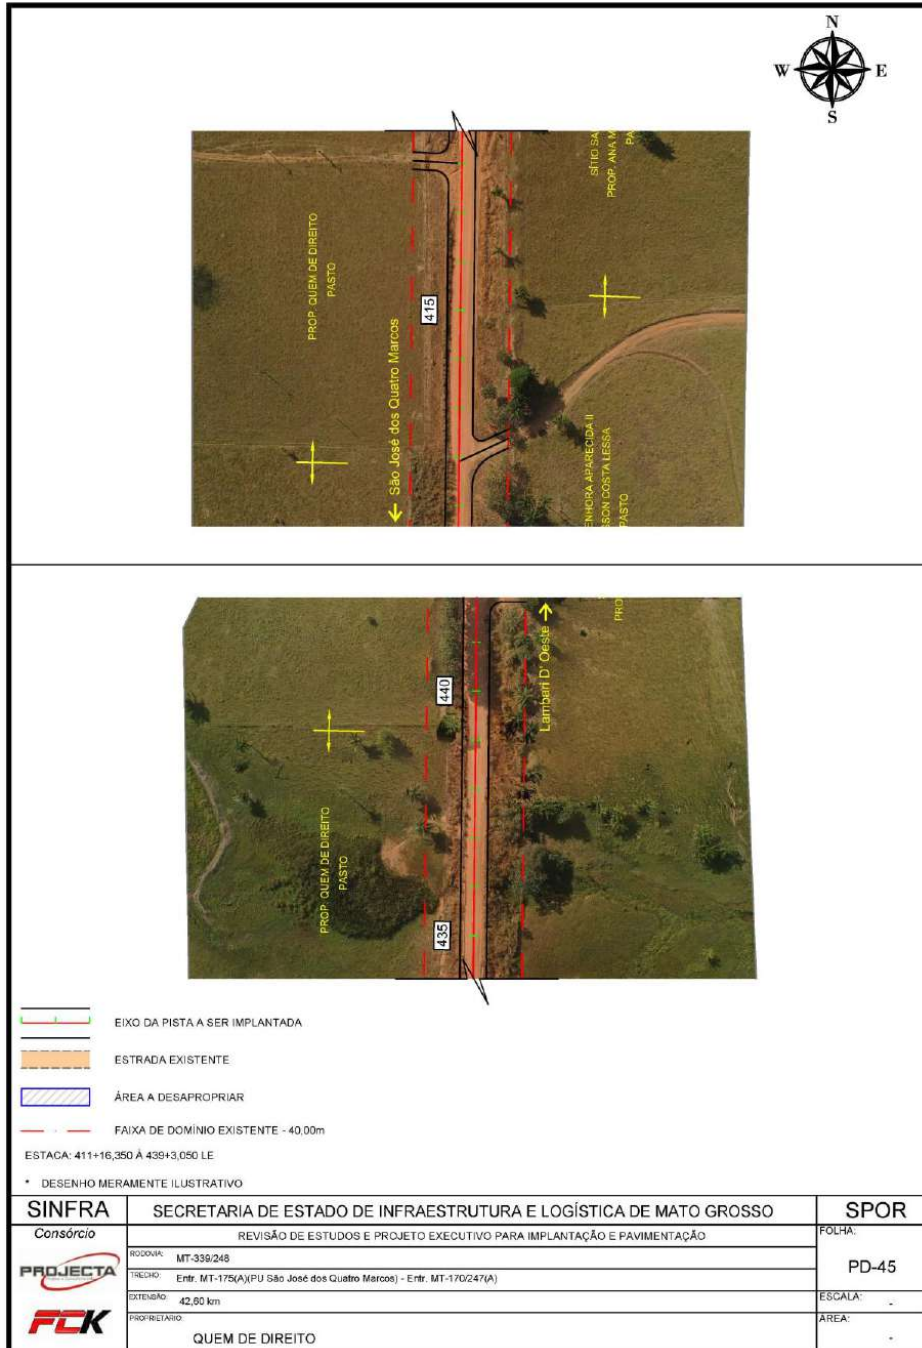 N
W E
S
SÍTIO SA
PROP. ANA M
PA
PROP. QUEM DE DIREITO
PASTO
415
← São José dos Quatro Marcos
ENHORA APARECIDA II
SSON COSTA LESSA
PASTO
PRO
Lambari D' Oeste →
440
PROP. QUEM DE DIREITO
PASTO
435
EIXO DA PISTA A SER IMPLANTADA
ESTRADA EXISTENTE
ÁREA A DESAPROPRIAR
FAIXA DE DOMÍNIO EXISTENTE - 40,00m
ESTACA: 411+16,350 Á 439+3,050 LE
* DESENHO MERAMENTE ILUSTRATIVO
SINFRA
SECRETARIA DE ESTADO DE INFRAESTRUTURA E LOGÍSTICA DE MATO GROSSO
SPOR
Consórcio
PROJECTA
FCK
REVISÃO DE ESTUDOS E PROJETO EXECUTIVO PARA IMPLANTAÇÃO E PAVIMENTAÇÃO
RODOVIA: MT-339/248
TRECHO: Entr. MT-175(A)(PU São José dos Quatro Marcos) - Entr. MT-170/247(A)
EXTENSÃO: 42,60 km
PROPRIETÁRIO:
QUEM DE DIREITO
FOLHA:
PD-45
ESCALA:
-
ÁREA:
-